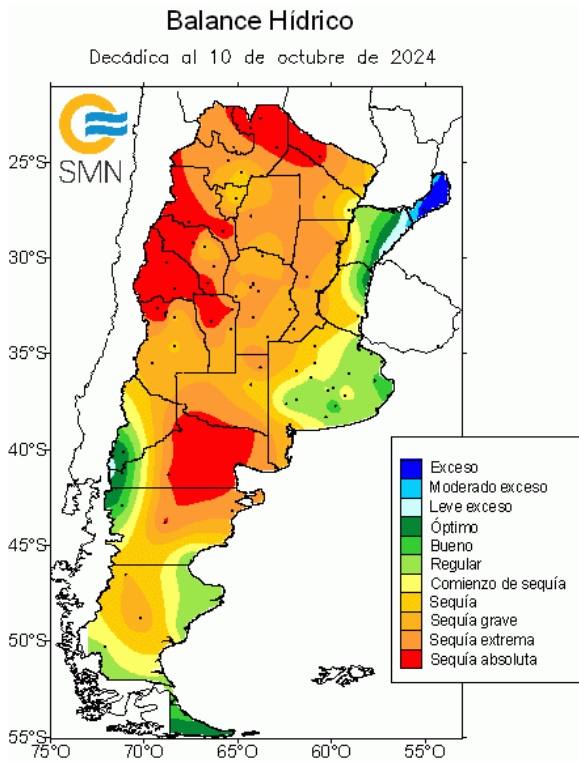 Balance Hídrico
Decádica al 10 de octubre de 2024
SMN
25°S
30°S
35°S
40°S
45°S
50°S
55°S
75°O
70°O
65°O
60°O
55°O
Exceso
Moderado exceso
Leve exceso
Óptimo
Bueno
Regular
Comienzo de sequía
Sequía
Sequía grave
Sequía extrema
Sequía absoluta